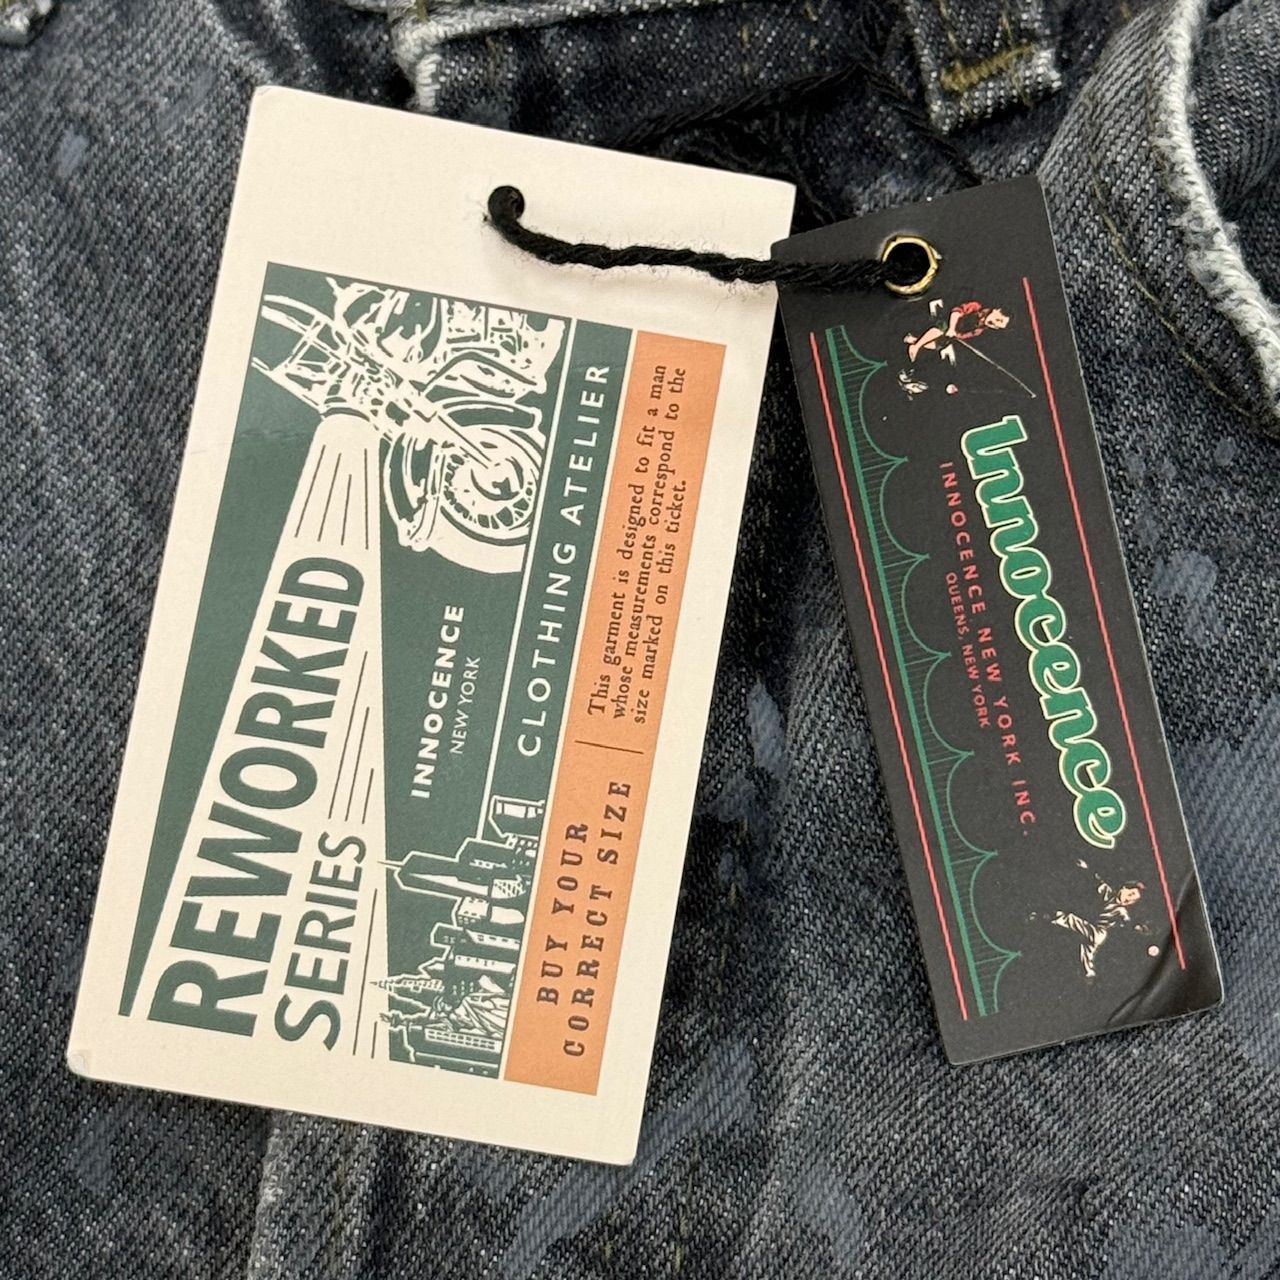 REWORKED
SERIES
INNOCENCE
NEW YORK
CLOTHING ATELIER
BUY YOUR
CORRECT SIZE
This garment is designed to fit a man
whose measurements correspond to the
size marked on this ticket.
Innocence
INNOCENCE NEW YORK INC.
QUEENS, NEW YORK